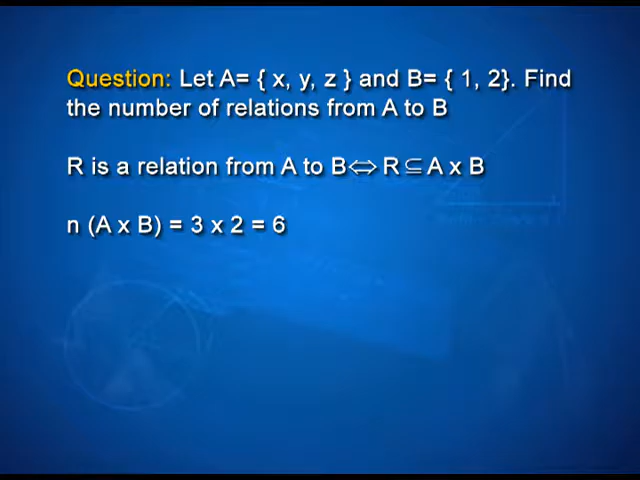 Question: Let A= { x, y, z } and B= { 1, 2}. Find
the number of relations from A to B
R is a relation from A to B⇔ R ⊆ A x B
n (A x B) = 3 x 2 = 6